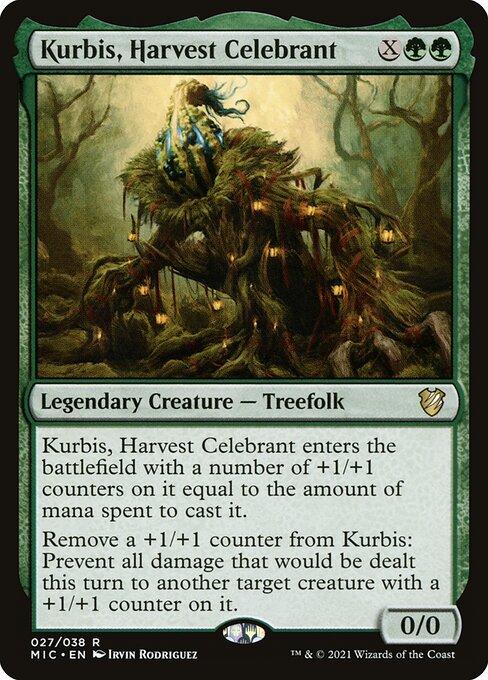 Kurbis, Harvest Celebrant X
Legendary Creature — Treefolk
Kurbis, Harvest Celebrant enters the
battlefield with a number of +1/+1
counters on it equal to the amount of
mana spent to cast it.
Remove a +1/+1 counter from Kurbis:
Prevent all damage that would be dealt
this turn to another target creature with a
+1/+1 counter on it.
0/0
027/038 R
MIC • EN Irvin Rodriguez
™ & © 2021 Wizards of the Coast